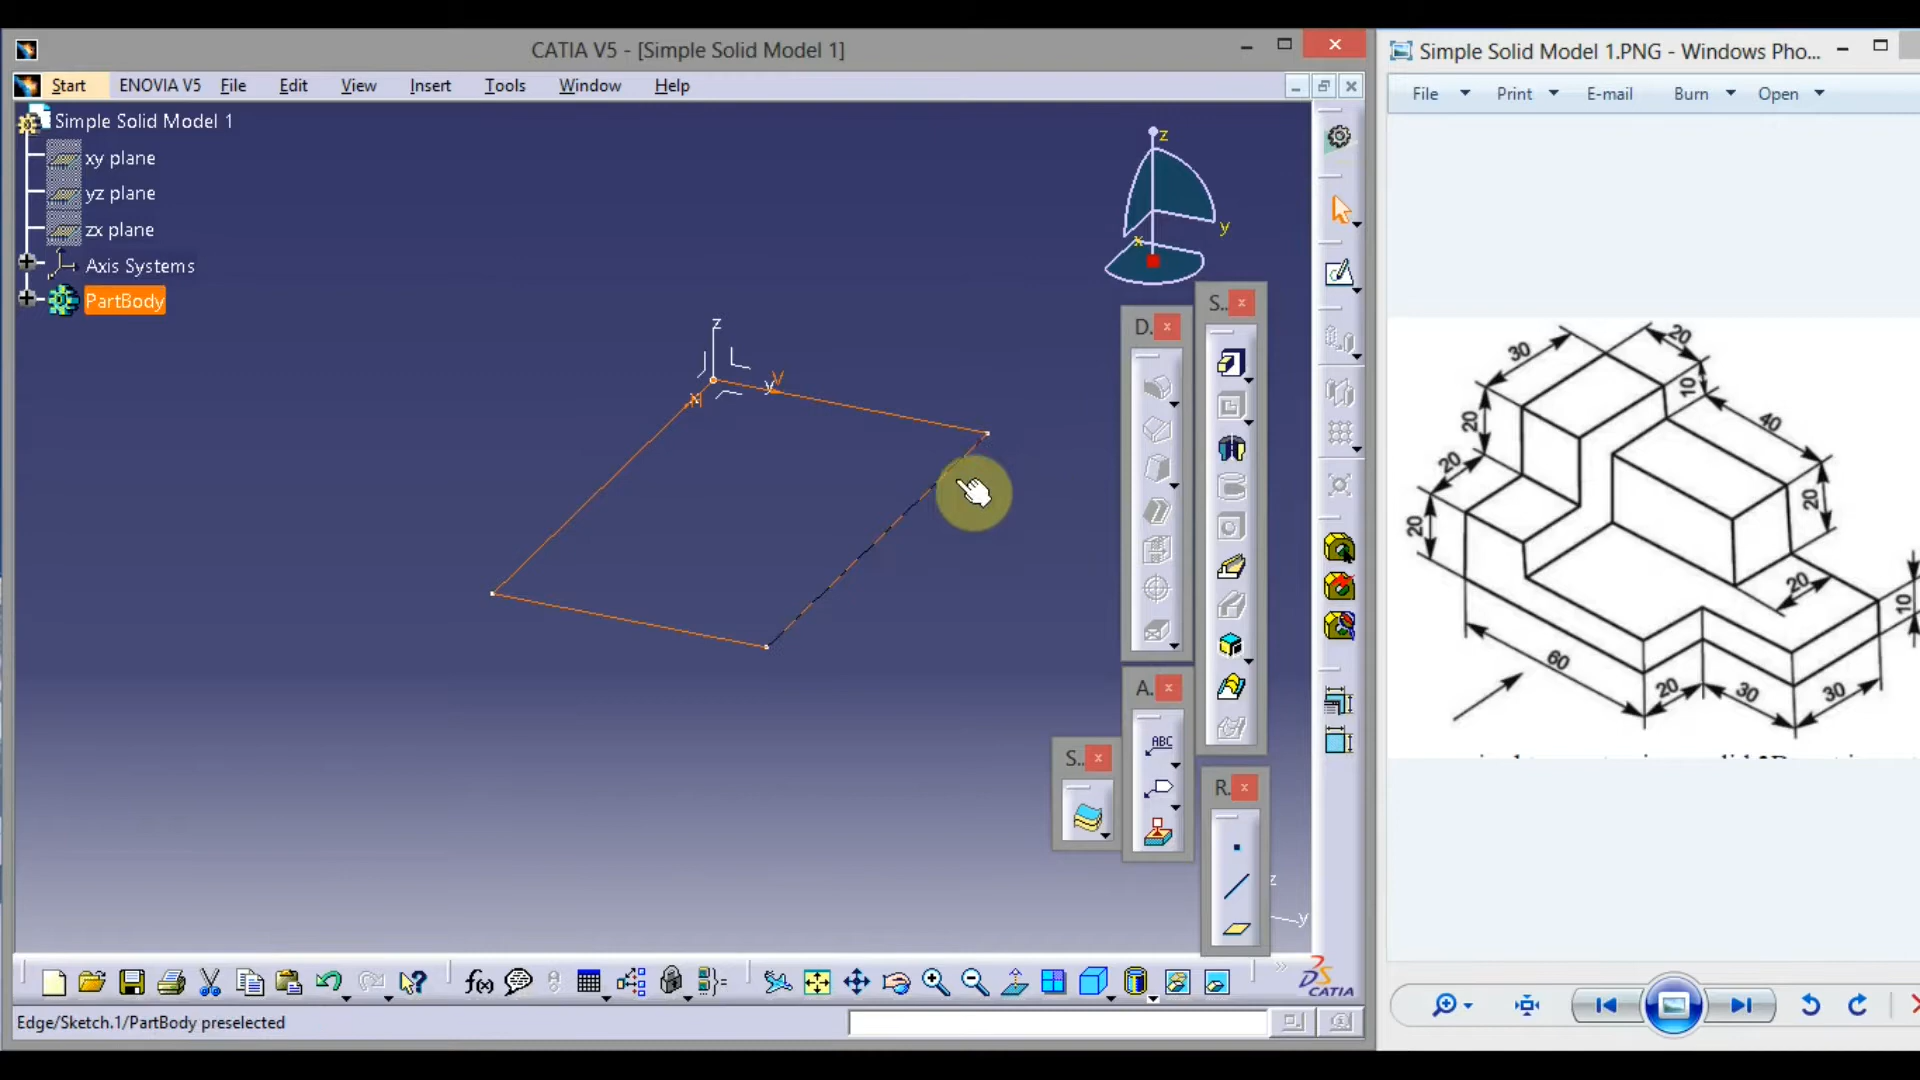 CATIA V5 - [Simple Solid Model 1]
Start ENOVIA V5 File Edit View Insert Tools Window Help
Simple Solid Model 1
xy plane
yz plane
zx plane
Axis Systems
PartBody
z
y
x
z
y
V
D..
S..
A..
ABC
S..
R..
z
y
f(x)
DS
CATIA
Edge/Sketch.1/PartBody preselected
Simple Solid Model 1.PNG - Windows Pho...
File Print E-mail Burn Open
30
20
10
20
40
20
20
20
20
10
60
20
30
30